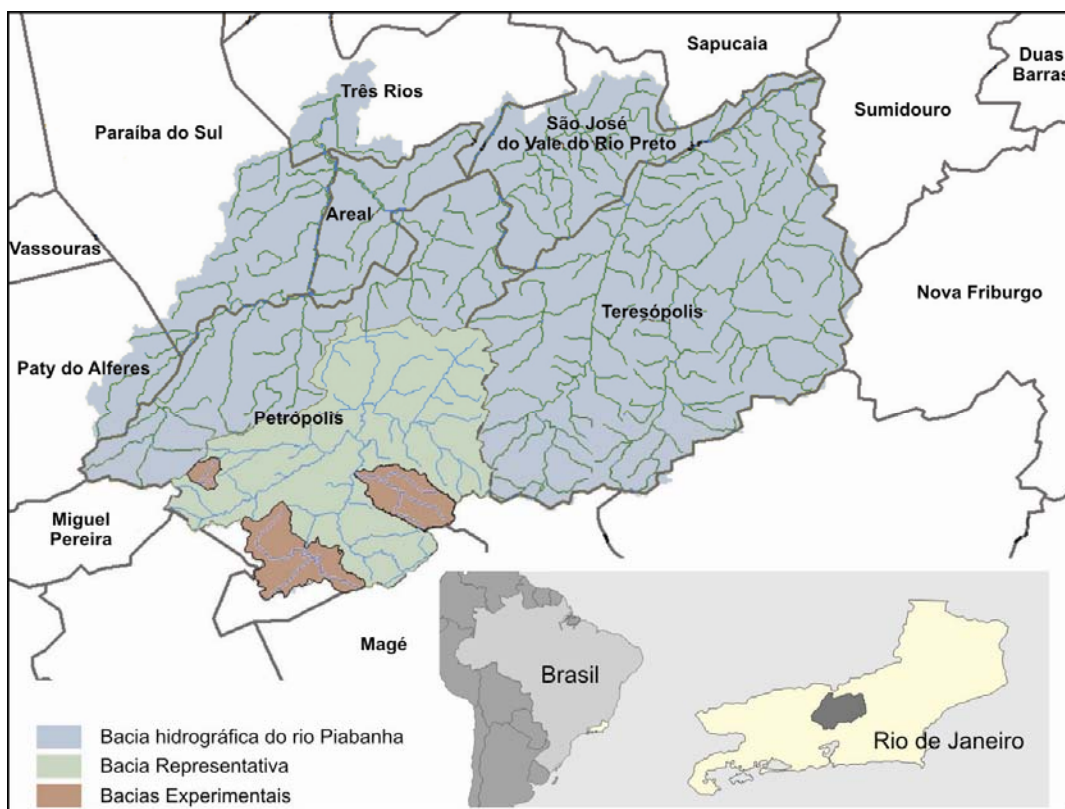 Sapucaia
Duas
Barras
Três Rios
Sumidouro
Paraíba do Sul
São José
do Vale do Rio Preto
Areal
Vassouras
Nova Friburgo
Teresópolis
Paty do Alferes
Petrópolis
Miguel
Pereira
Magé
Brasil
Rio de Janeiro
Bacia hidrográfica do rio Piabanha
Bacia Representativa
Bacias Experimentais